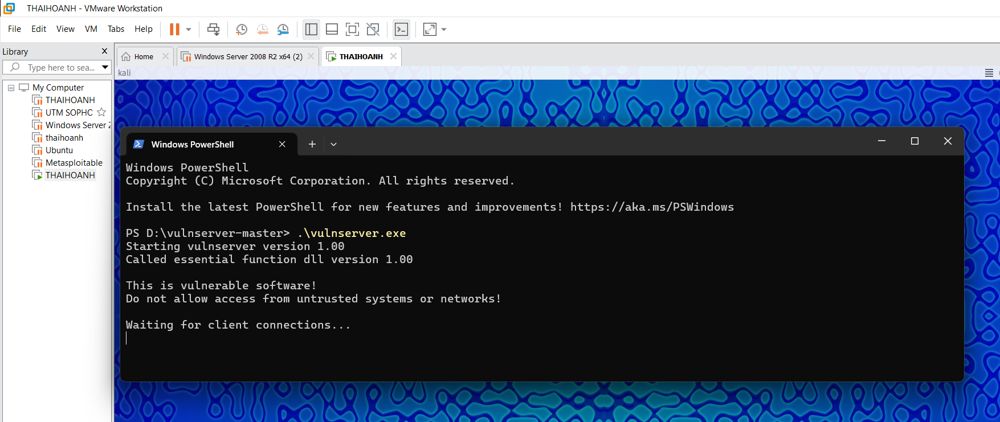 THAIHOANH - VMware Workstation
File Edit View VM Tabs Help
Library
Type here to sea...
My Computer
THAIHOANH
UTM SOPHC
Windows Server 2
thaihoanh
Ubuntu
Metasploitable
THAIHOANH
Home
Windows Server 2008 R2 x64 (2)
THAIHOANH
kali
Windows PowerShell
Windows PowerShell
Copyright (C) Microsoft Corporation. All rights reserved.
Install the latest PowerShell for new features and improvements! https://aka.ms/PSWindows
PS D:\vulnserver-master> .\vulnserver.exe
Starting vulnserver version 1.00
Called essential function dll version 1.00
This is vulnerable software!
Do not allow access from untrusted systems or networks!
Waiting for client connections...